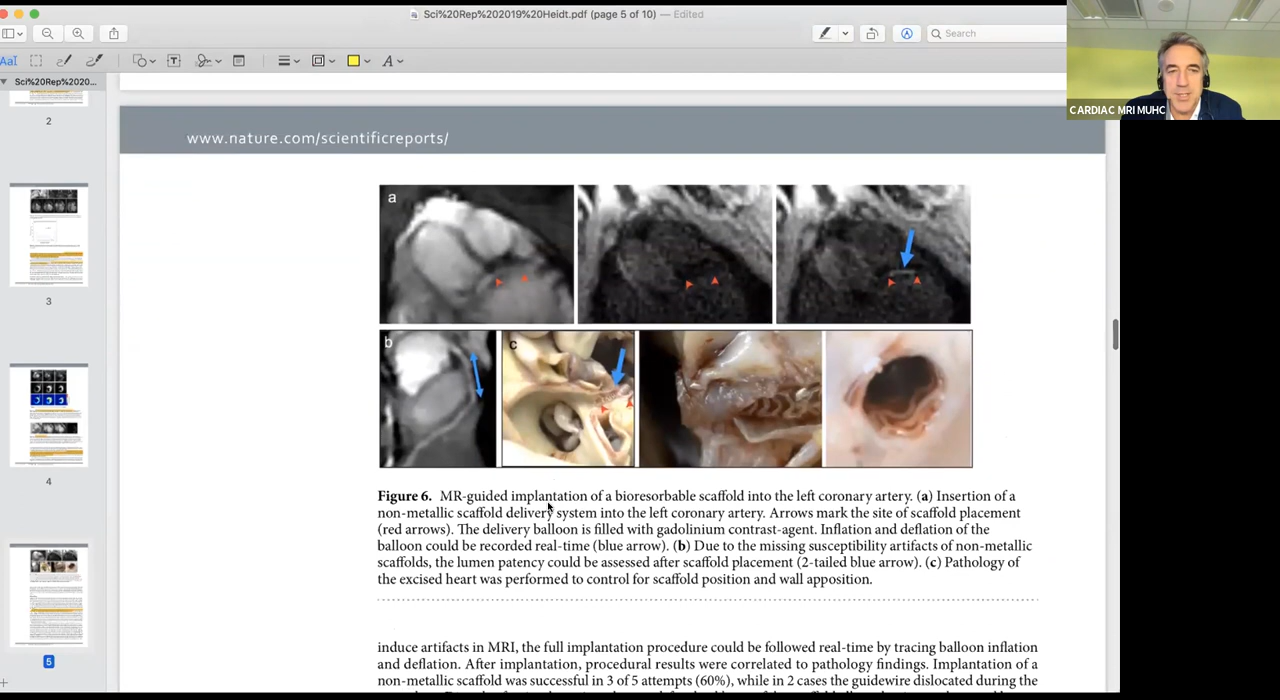 Sci%20Rep%202019%20Heidt.pdf (page 5 of 10) — Edited
Search
AaI
T
A
Sci%20Rep%2020...
2
3
4
5
CARDIAC MRI MUHC
www.nature.com/scientificreports/
a
b
c
Figure 6. MR-guided implantation of a bioresorbable scaffold into the left coronary artery. (a) Insertion of a
non-metallic scaffold delivery system into the left coronary artery. Arrows mark the site of scaffold placement
(red arrows). The delivery balloon is filled with gadolinium contrast-agent. Inflation and deflation of the
balloon could be recorded real-time (blue arrow). (b) Due to the missing susceptibility artifacts of non-metallic
scaffolds, the lumen patency could be assessed after scaffold placement (2-tailed blue arrow). (c) Pathology of
the excised heart was performed to control for scaffold position and wall apposition.
induce artifacts in MRI, the full implantation procedure could be followed real-time by tracing balloon inflation
and deflation. After implantation, procedural results were correlated to pathology findings. Implantation of a
non-metallic scaffold was successful in 3 of 5 attempts (60%), while in 2 cases the guidewire dislocated during the